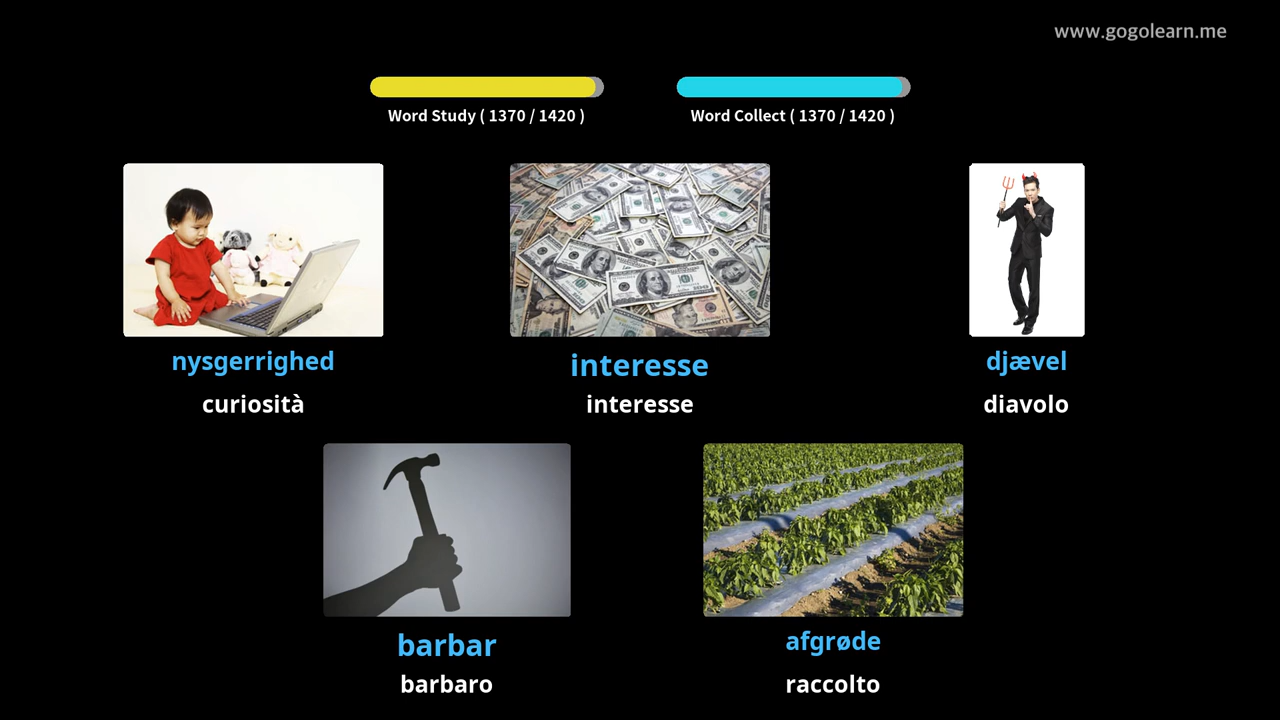 www.gogolearn.me
Word Study ( 1370 / 1420 )
Word Collect ( 1370 / 1420 )
nysgerrighed
curiosità
interesse
interesse
djævel
diavolo
barbar
barbaro
afgrøde
raccolto